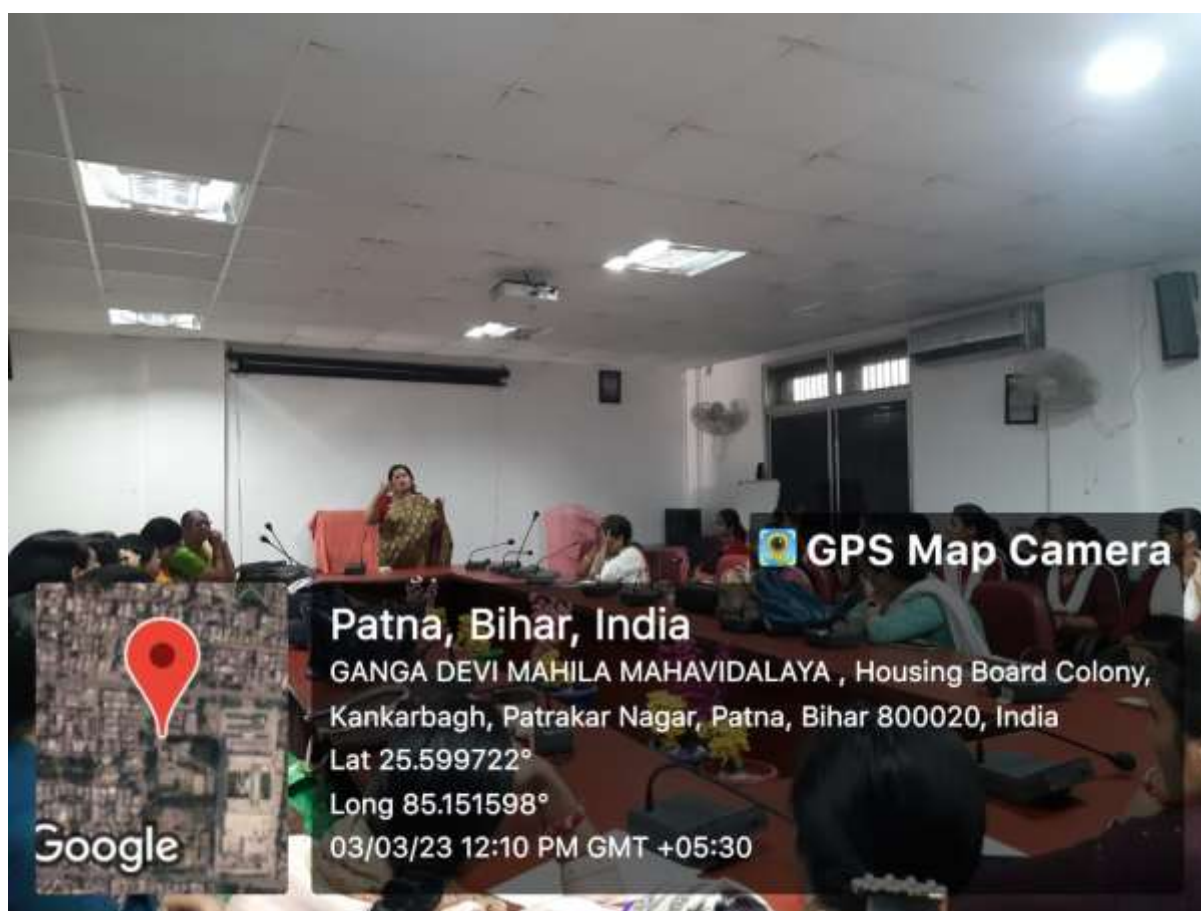 GPS Map Camera
Patna, Bihar, India
GANGA DEVI MAHILA MAHAVIDALAYA , Housing Board Colony,
Kankarbagh, Patrakar Nagar, Patna, Bihar 800020, India
Lat 25.599722°
Long 85.151598°
03/03/23 12:10 PM GMT +05:30
Google